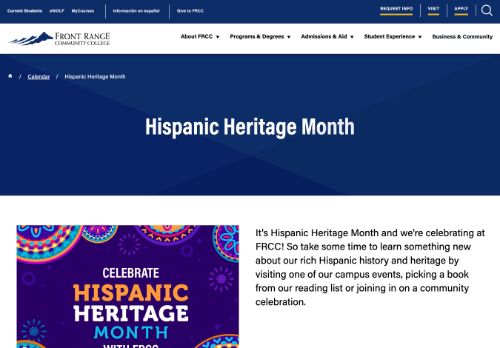 Current Students eWOLF MyCourses Información en español Give to FRCC REQUEST INFO VISIT APPLY
FRONT RANGE
COMMUNITY COLLEGE
About FRCC Programs & Degrees Admissions & Aid Student Experience Business & Community
/ Calendar / Hispanic Heritage Month
Hispanic Heritage Month
It's Hispanic Heritage Month and we're celebrating at
FRCC! So take some time to learn something new
about our rich Hispanic history and heritage by
visiting one of our campus events, picking a book
from our reading list or joining in on a community
celebration.
CELEBRATE
HISPANIC
HERITAGE
MONTH
WITH FRCC